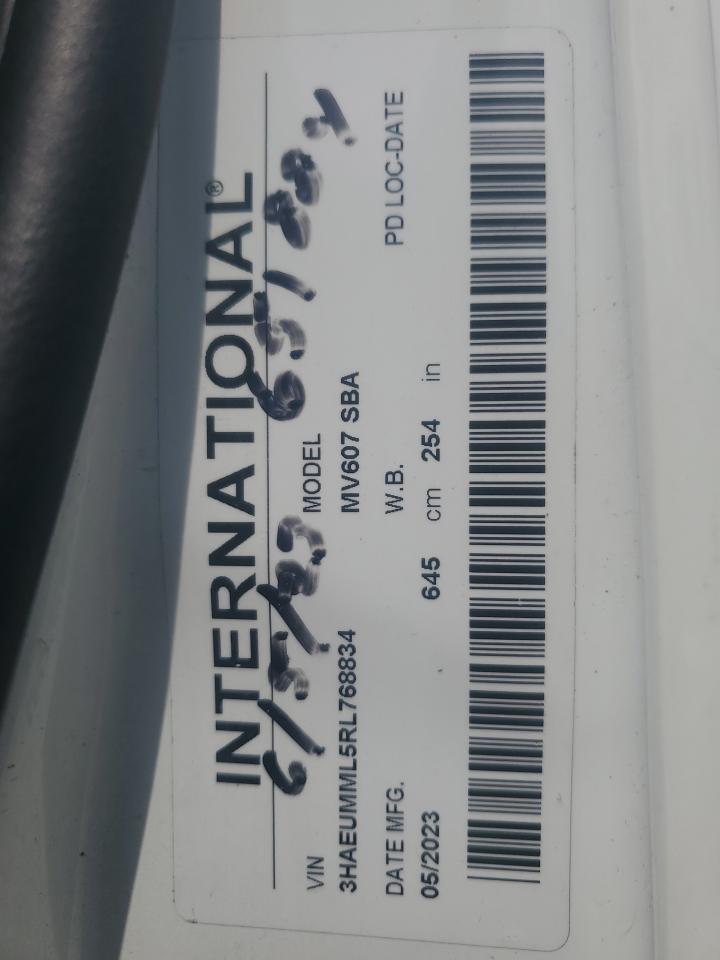 INTERNATIONAL®
VIN
3HAEUMML5RL768834
MODEL
MV607 SBA
DATE MFG.
05/2023
W.B.
645 cm 254 in
PD LOC-DATE